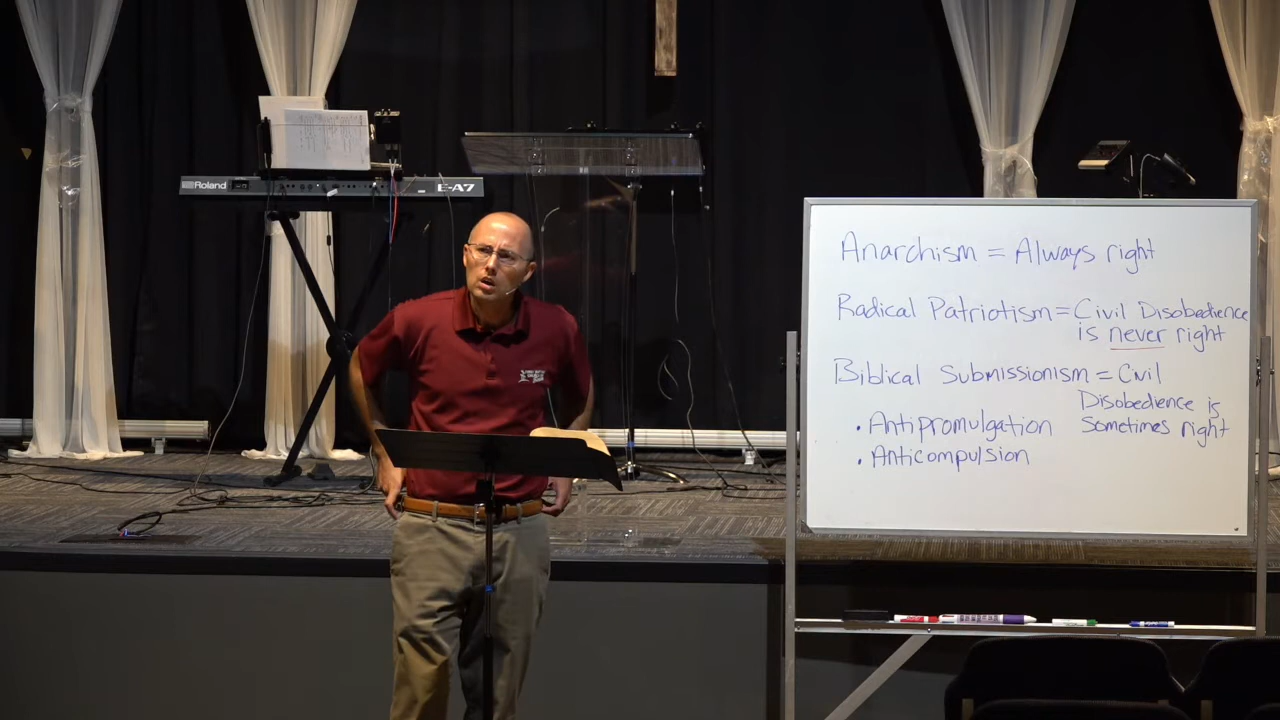 Roland
E-A7
Anarchism = Always right
Radical Patriotism = Civil Disobedience
is never right
Biblical Submissionism = Civil
Disobedience is
sometimes right
• Antipromulgation
• Anticompulsion